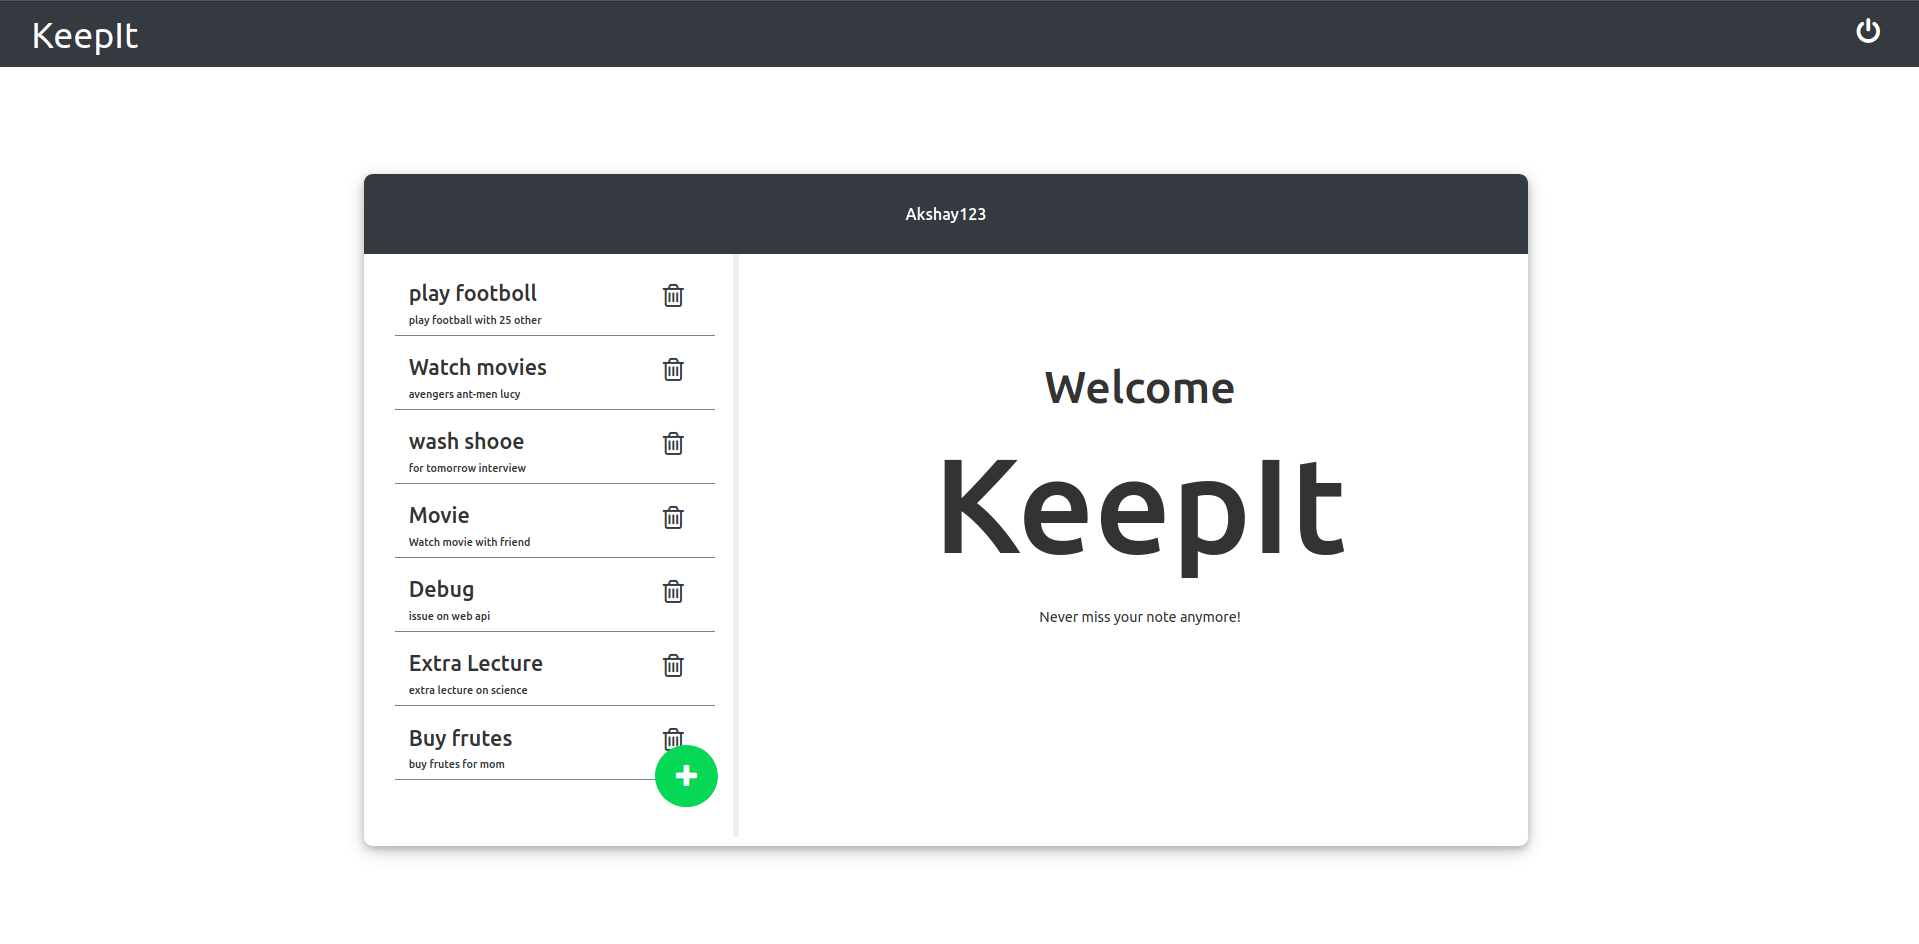 KeepIt
Akshay123
play footboll
play football with 25 other
Watch movies
avengers ant-men lucy
wash shooe
for tomorrow interview
Movie
Watch movie with friend
Debug
issue on web api
Extra Lecture
extra lecture on science
Buy frutes
buy frutes for mom
Welcome
KeepIt
Never miss your note anymore!